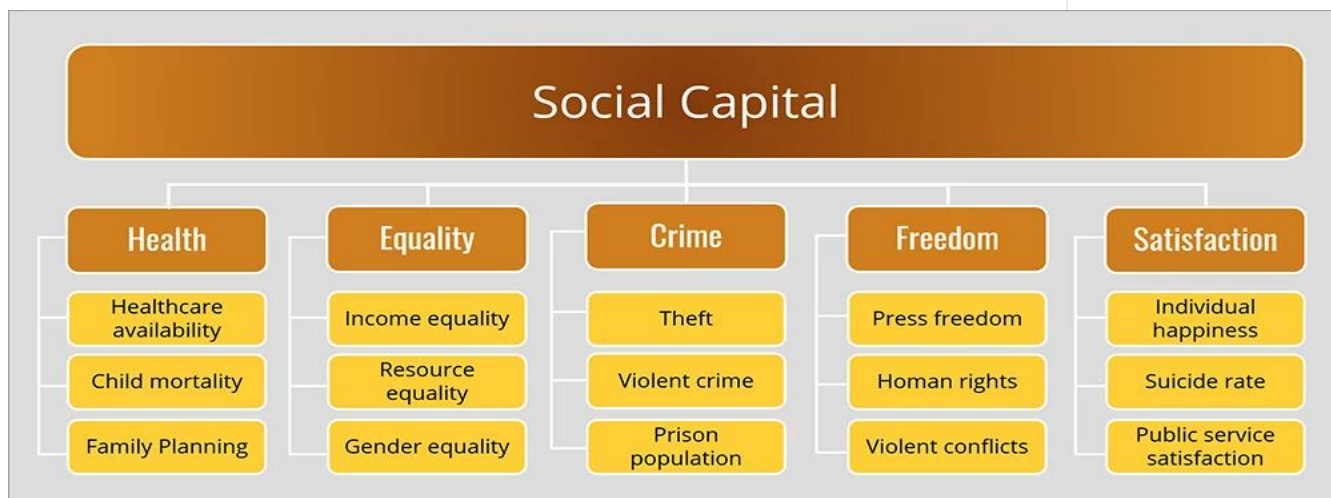 Social Capital
Health
Healthcare
availability
Child mortality
Family Planning
Equality
Income equality
Resource
equality
Gender equality
Crime
Theft
Violent crime
Prison
population
Freedom
Press freedom
Human rights
Violent conflicts
Satisfaction
Individual
happiness
Suicide rate
Public service
satisfaction